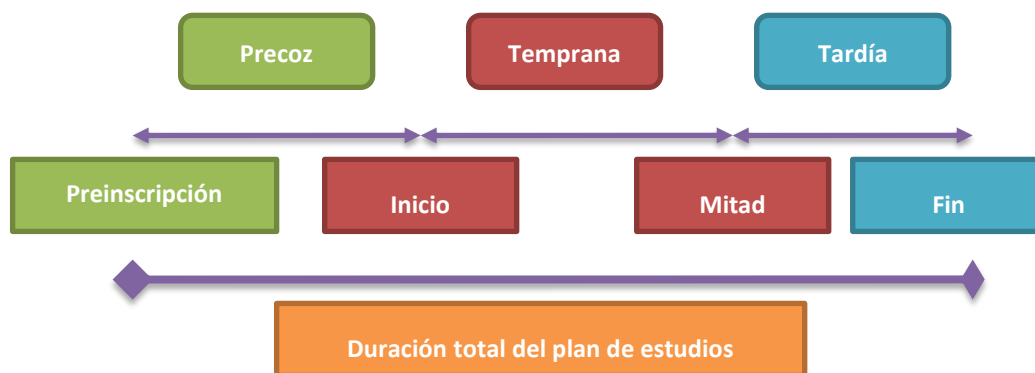 Precoz
Temprana
Tardía
Preinscripción
Inicio
Mitad
Fin
Duración total del plan de estudios